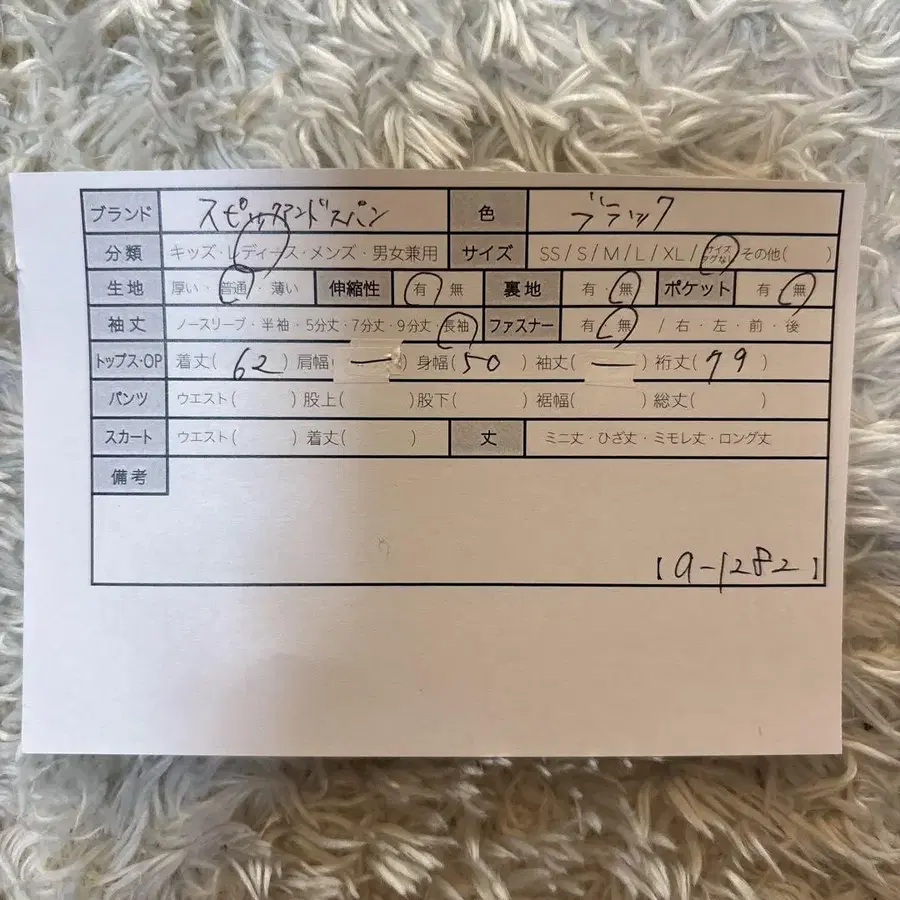 ブランド スピックアンドスパン 色 ブラック
分類 キッズ・レディース・メンズ・男女兼用 サイズ SS / S / M / L / XL / サイズタグなし その他( )
生地 厚い・普通・薄い 伸縮性 有・無 裏地 有・無 ポケット 有・無
袖丈 ノースリーブ・半袖・5分丈・7分丈・9分丈・長袖 ファスナー 有・無 / 右・左・前・後
トップス・OP 着丈( 62 ) 肩幅( ー ) 身幅( 50 ) 袖丈( ー ) 裄丈( 79 )
パンツ ウエスト( ) 股上( ) 股下( ) 裾幅( ) 総丈( )
スカート ウエスト( ) 着丈( ) 丈 ミニ丈・ひざ丈・ミモレ丈・ロング丈
備考
【a-1282】